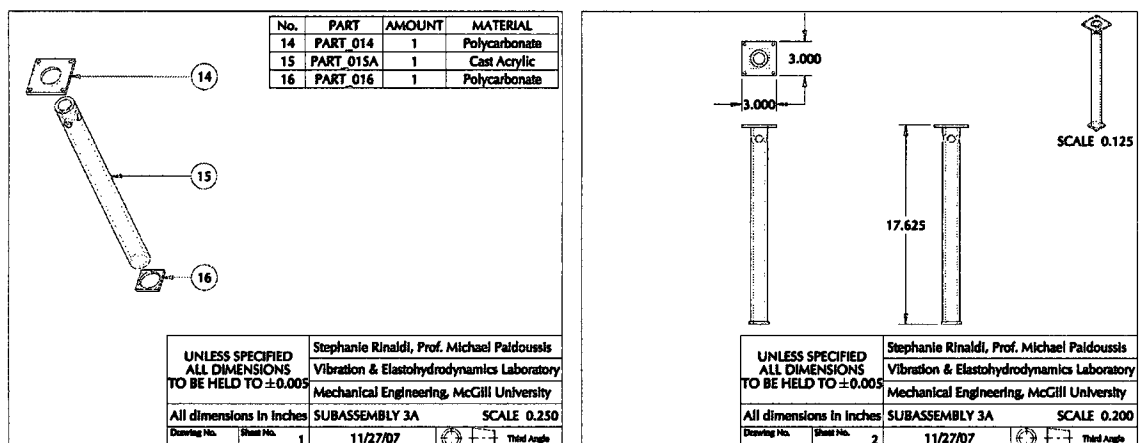 No. PART AMOUNT MATERIAL
14 PART_014 1 Polycarbonate
15 PART_015A 1 Cast Acrylic
16 PART_016 1 Polycarbonate
14
15
16
UNLESS SPECIFIED
ALL DIMENSIONS
TO BE HELD TO ±0.005
Stephanie Rinaldi, Prof. Michael Paidoussis
Vibration & Elastohydrodynamics Laboratory
Mechanical Engineering, McGill University
All dimensions in inches SUBASSEMBLY 3A SCALE 0.250
Drawing No. Sheet No. 1 11/27/07 Third Angle
3.000
3.000
SCALE 0.125
17.625
UNLESS SPECIFIED
ALL DIMENSIONS
TO BE HELD TO ±0.005
Stephanie Rinaldi, Prof. Michael Paidoussis
Vibration & Elastohydrodynamics Laboratory
Mechanical Engineering, McGill University
All dimensions in inches SUBASSEMBLY 3A SCALE 0.200
Drawing No. Sheet No. 2 11/27/07 Third Angle